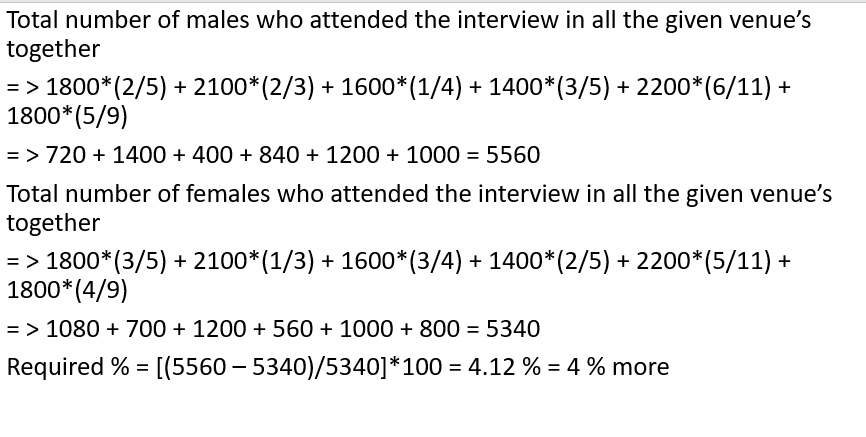 Total number of males who attended the interview in all the given venue’s
together
= > 1800*(2/5) + 2100*(2/3) + 1600*(1/4) + 1400*(3/5) + 2200*(6/11) +
1800*(5/9)
= > 720 + 1400 + 400 + 840 + 1200 + 1000 = 5560
Total number of females who attended the interview in all the given venue’s
together
= > 1800*(3/5) + 2100*(1/3) + 1600*(3/4) + 1400*(2/5) + 2200*(5/11) +
1800*(4/9)
= > 1080 + 700 + 1200 + 560 + 1000 + 800 = 5340
Required % = [(5560 – 5340)/5340]*100 = 4.12 % = 4 % more